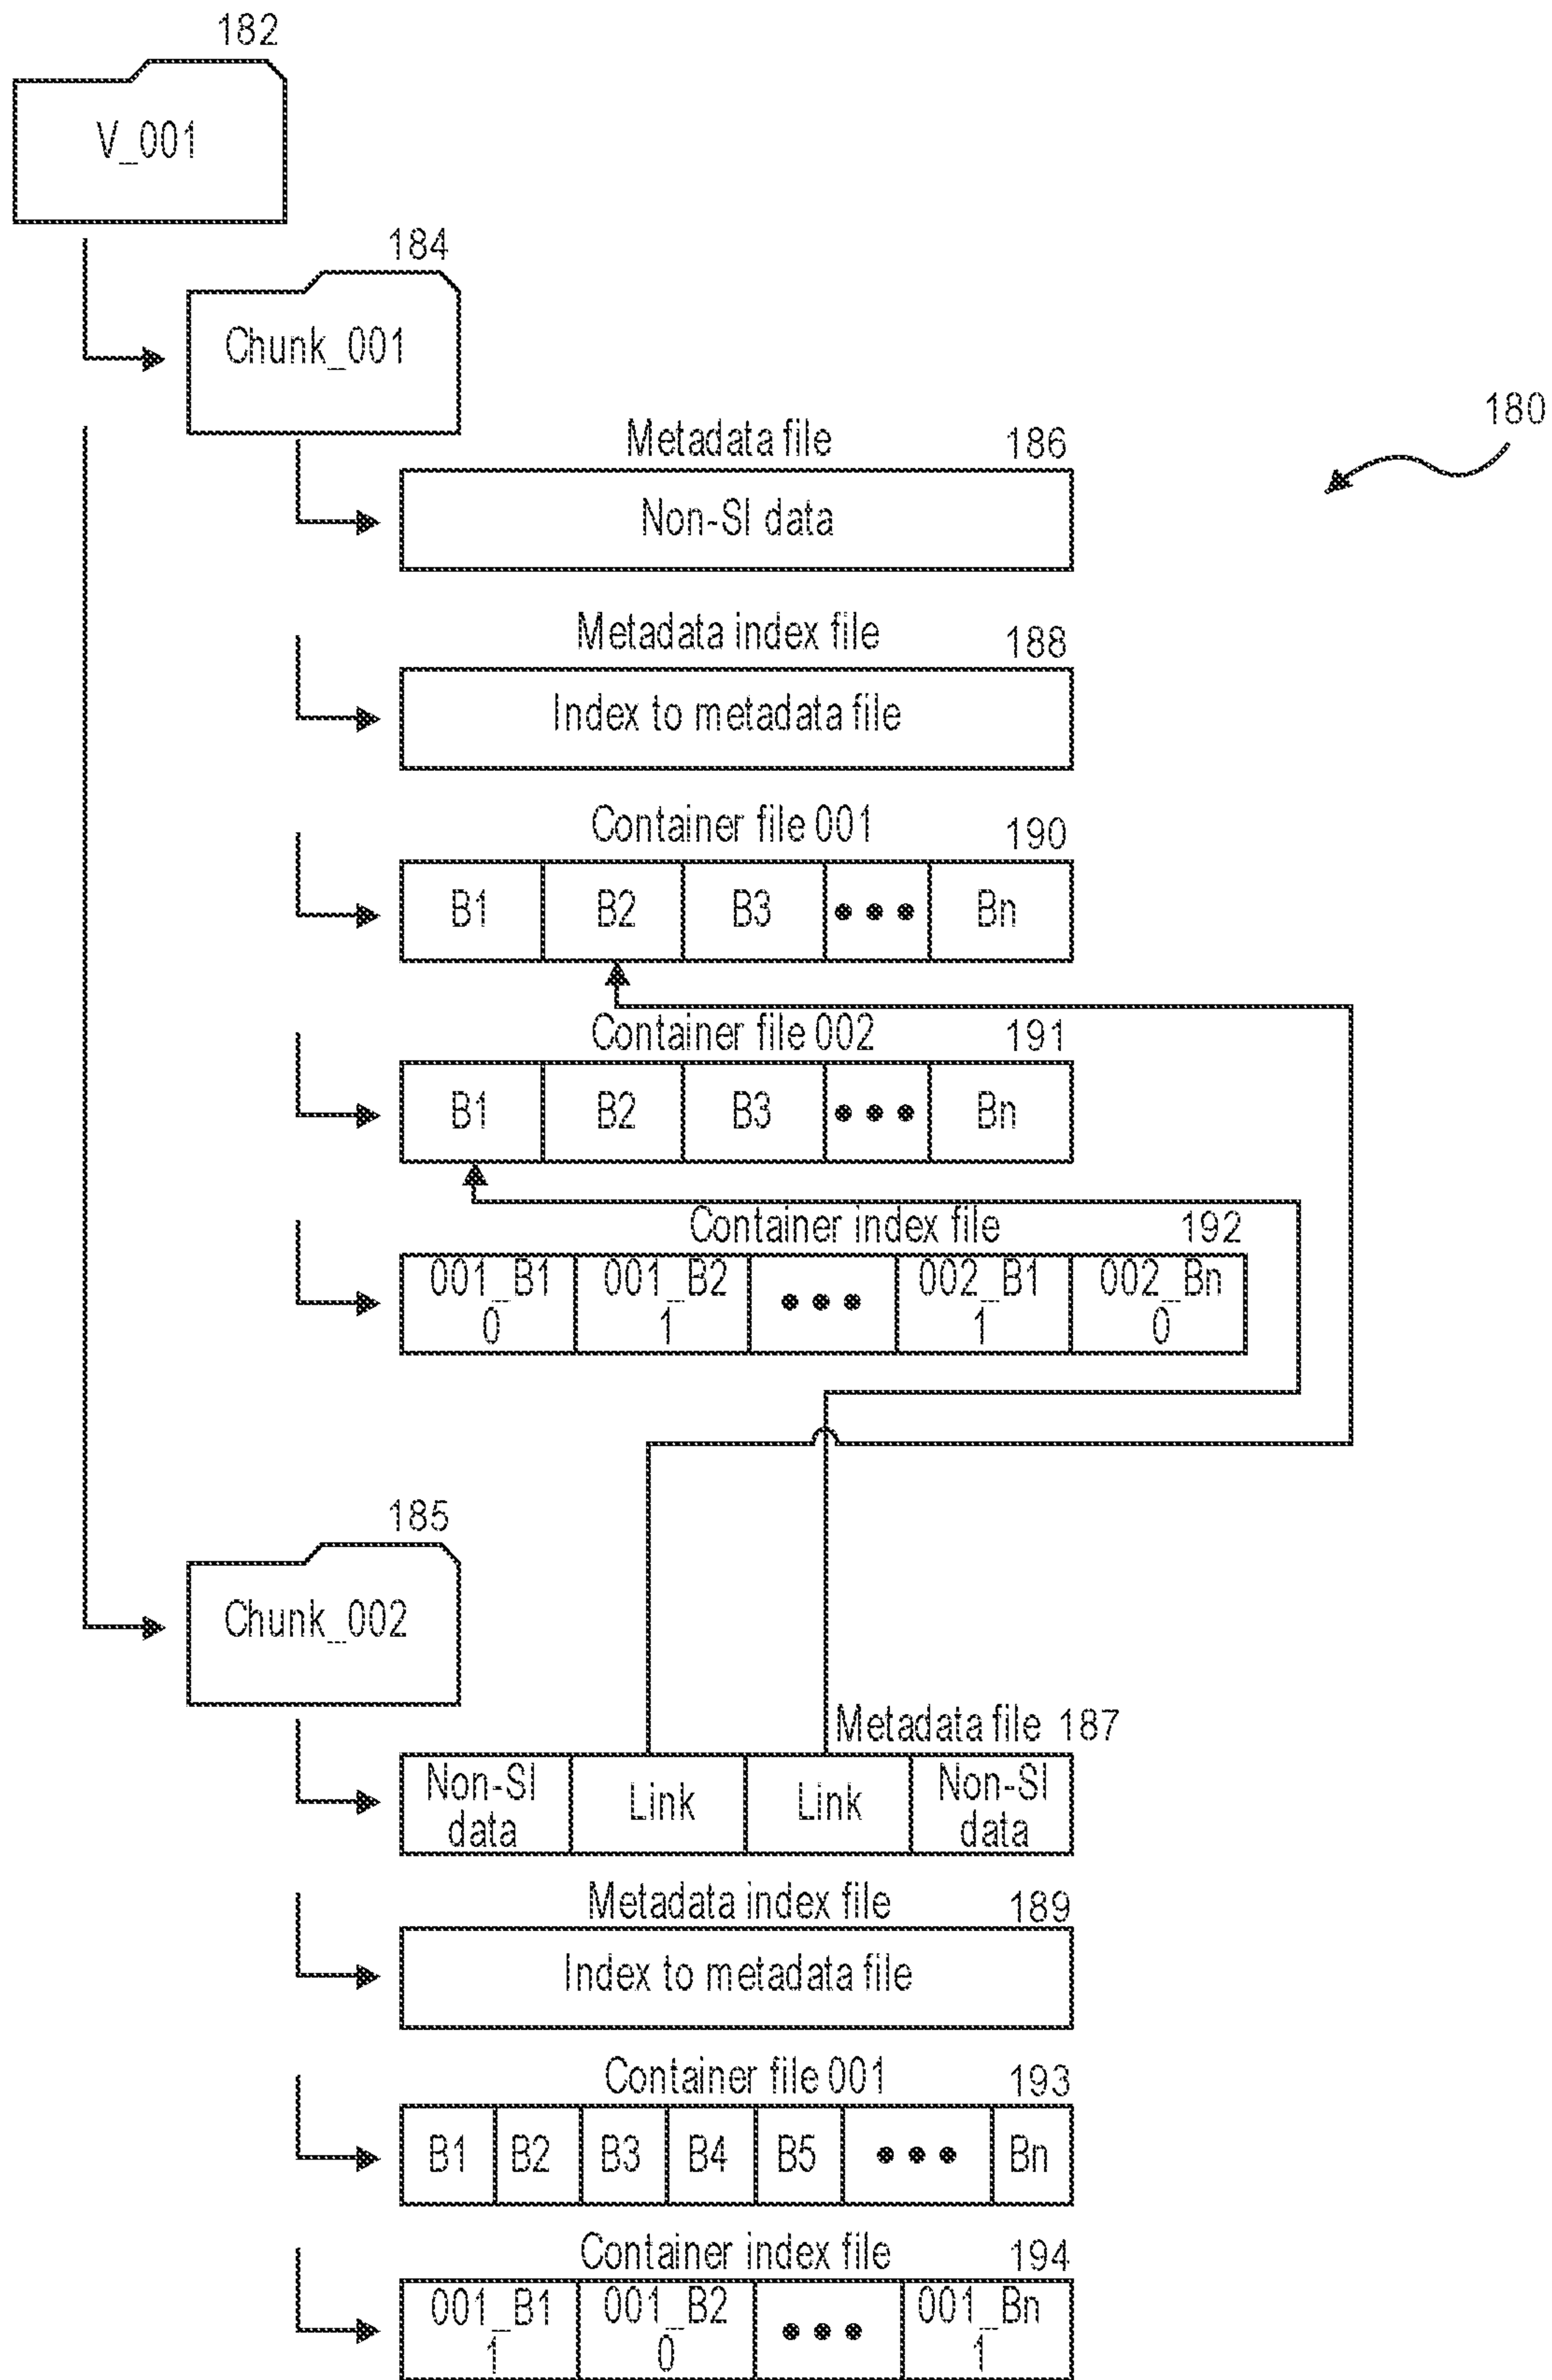 182
V_001
184
Chunk_001
180
Metadata file 186
Non-SI data
Metadata index file 188
Index to metadata file
Container file 001 190
B1 B2 B3 Bn
Container file 002 191
B1 B2 B3 Bn
Container index file 192
001_B1 001_B2 002_B1 002_Bn
0 1 1 0
185
Chunk_002
Metadata file 187
Non-SI Link Link Non-SI
data data
Metadata index file 189
Index to metadata file
Container file 001 193
B1 B2 B3 B4 B5 Bn
Container index file 194
001_B1 001_B2 001_Bn
1 0 1